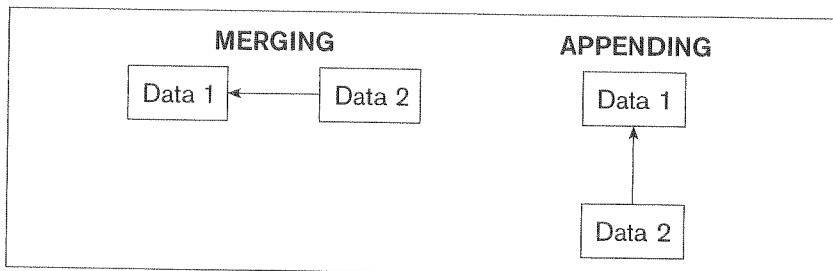 MERGING
Data 1
Data 2
APPENDING
Data 1
Data 2